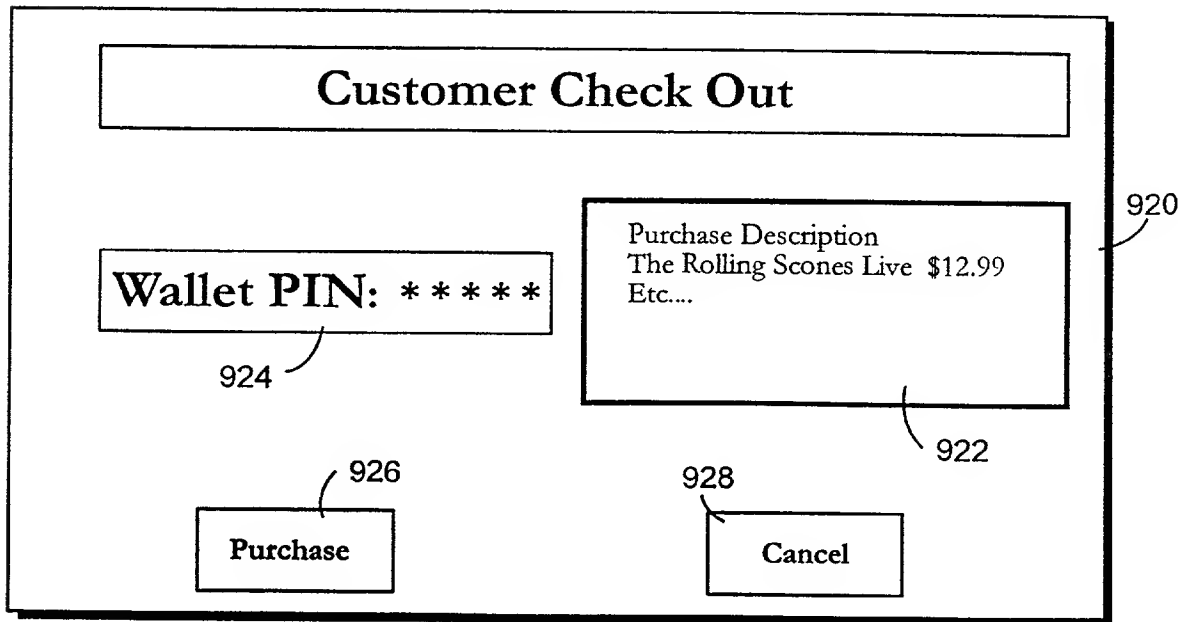 Customer Check Out
920
Purchase Description
The Rolling Scones Live $12.99
Etc....
Wallet PIN: *****
924
922
926
928
Purchase
Cancel